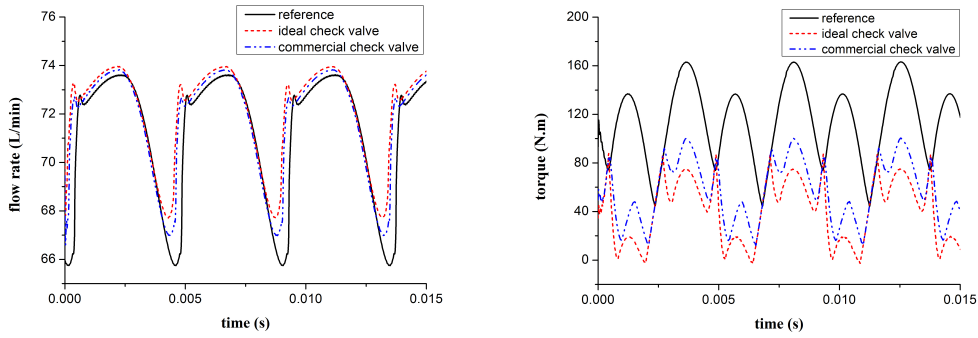 76
74
72
70
68
66
flow rate (L/min)
0.000
0.005
0.010
0.015
time (s)
reference
ideal check valve
commercial check valve
200
160
120
80
40
0
torque (N.m)
0.000
0.005
0.010
0.015
time (s)
reference
ideal check valve
commercial check valve